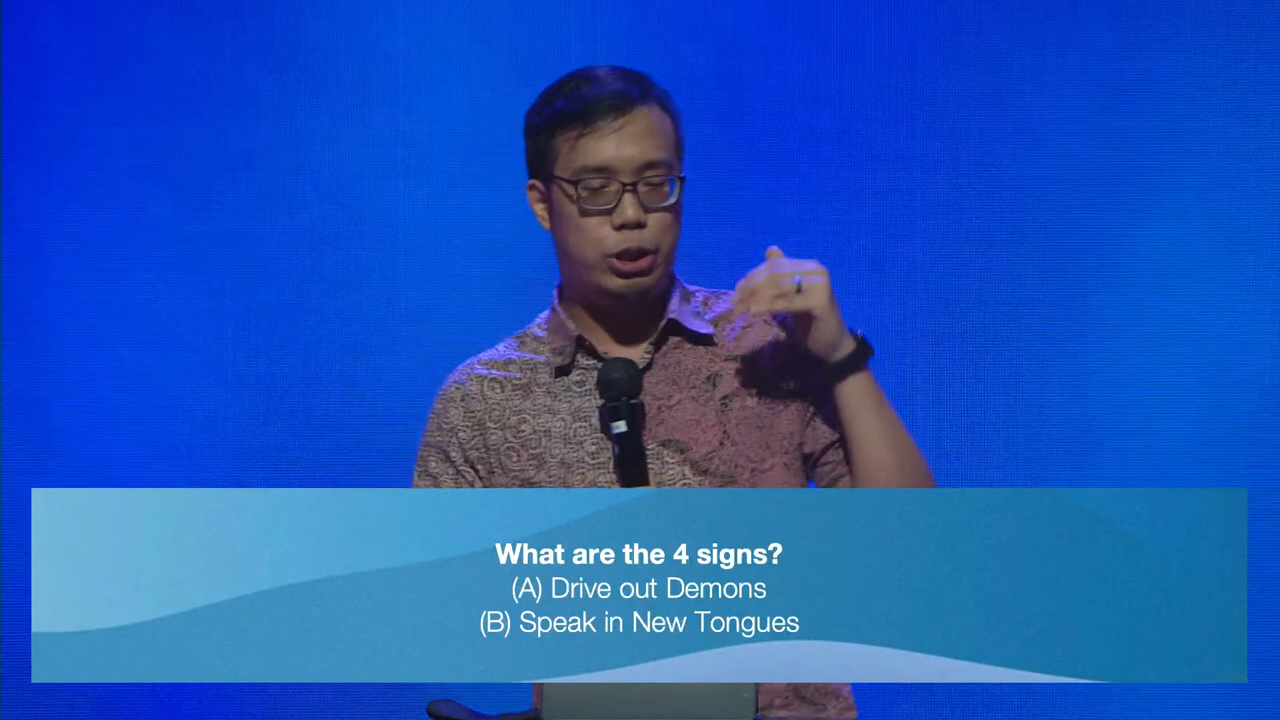 What are the 4 signs?
(A) Drive out Demons
(B) Speak in New Tongues